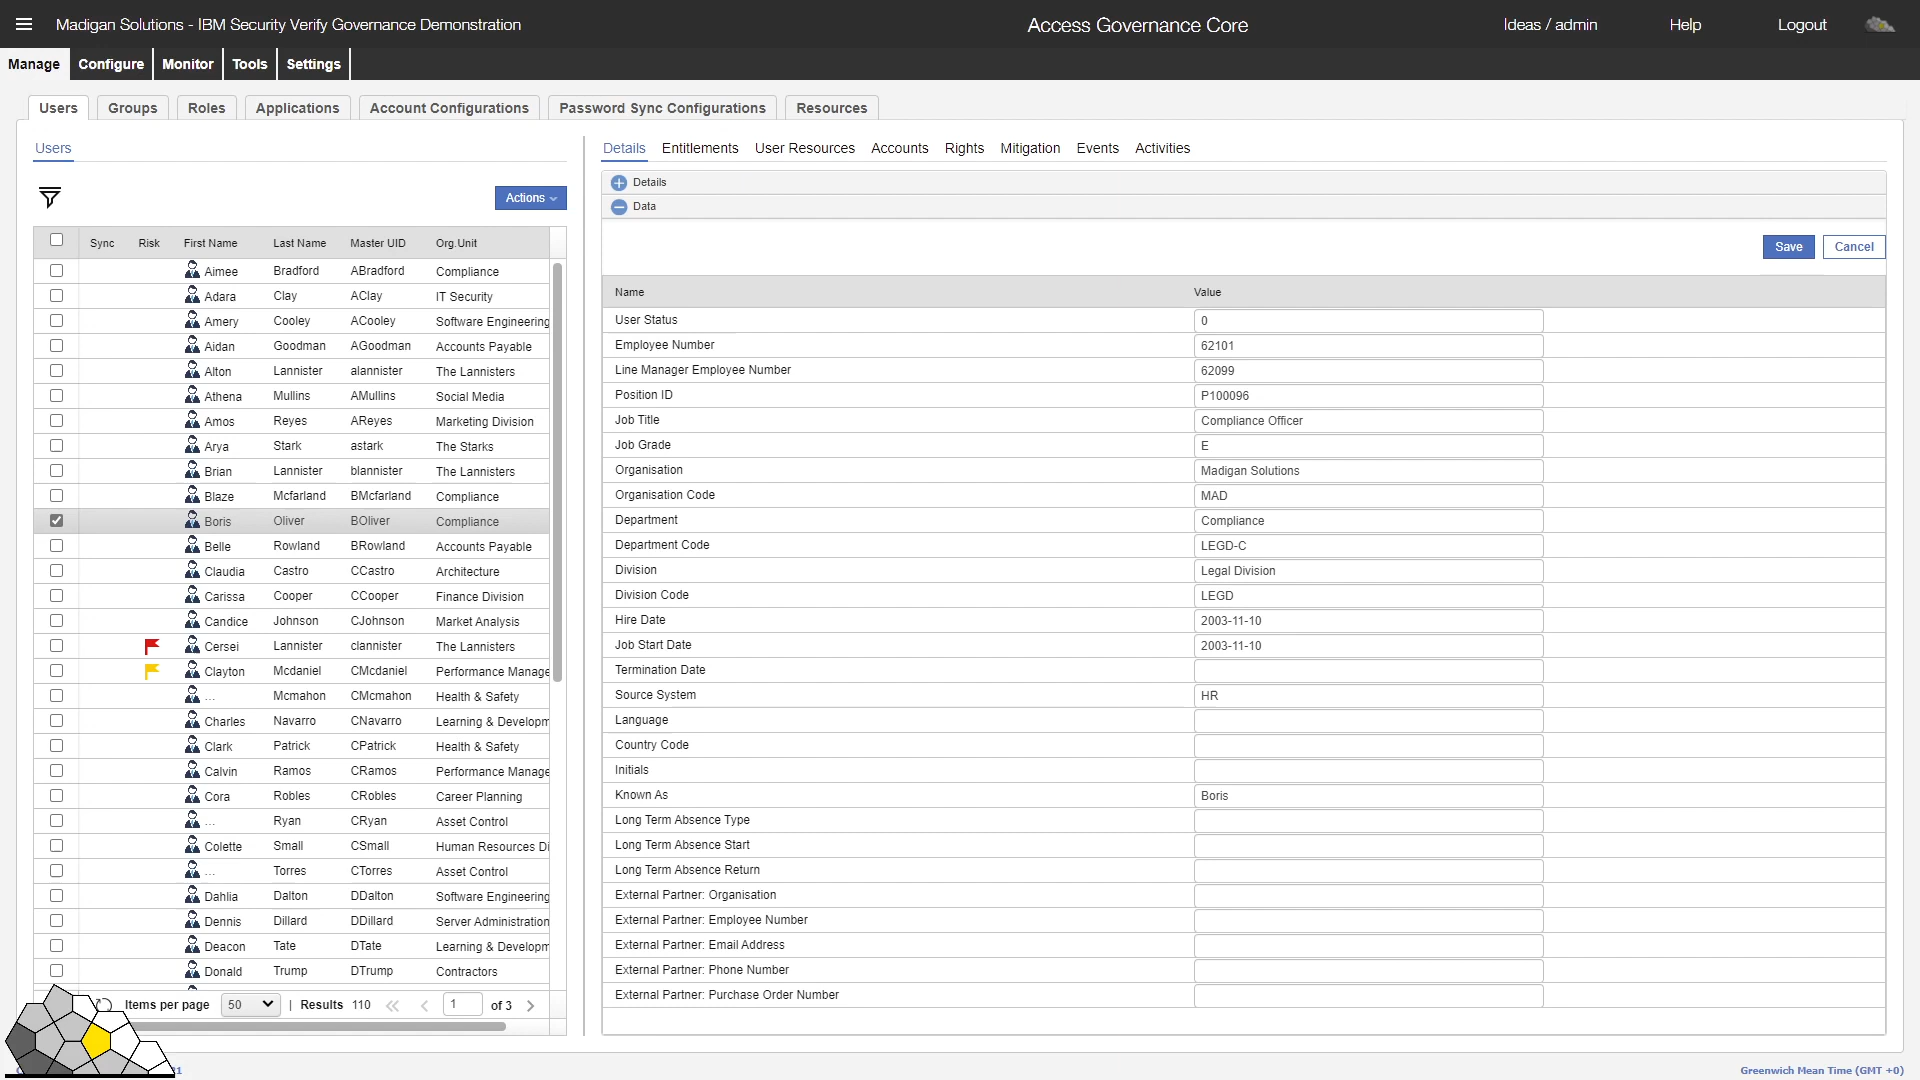 Madigan Solutions - IBM Security Verify Governance Demonstration
Access Governance Core
Ideas / admin
Help
Logout
Manage Configure Monitor Tools Settings
Users Groups Roles Applications Account Configurations Password Sync Configurations Resources
Users
Actions
Sync Risk First Name Last Name Master UID Org.Unit
Aimee Bradford ABradford Compliance
Adara Clay AClay IT Security
Amery Cooley ACooley Software Engineering
Aidan Goodman AGoodman Accounts Payable
Alton Lannister alannister The Lannisters
Athena Mullins AMullins Social Media
Amos Reyes AReyes Marketing Division
Arya Stark astark The Starks
Brian Lannister blannister The Lannisters
Blaze Mcfarland BMcfarland Compliance
Boris Oliver BOliver Compliance
Belle Rowland BRowland Accounts Payable
Claudia Castro CCastro Architecture
Carissa Cooper CCooper Finance Division
Candice Johnson CJohnson Market Analysis
Cersei Lannister clannister The Lannisters
Clayton Mcdaniel CMcdaniel Performance Manage
... Mcmahon CMcmahon Health & Safety
Charles Navarro CNavarro Learning & Developm
Clark Patrick CPatrick Health & Safety
Calvin Ramos CRamos Performance Manage
Cora Robles CRobles Career Planning
... Ryan CRyan Asset Control
Colette Small CSmall Human Resources Di
... Torres CTorres Asset Control
Dahlia Dalton DDalton Software Engineering
Dennis Dillard DDillard Server Administration
Deacon Tate DTate Learning & Developm
Donald Trump DTrump Contractors
Items per page 50 | Results 110 1 of 3
Details Entitlements User Resources Accounts Rights Mitigation Events Activities
Details
Data
Save Cancel
Name Value
User Status 0
Employee Number 62101
Line Manager Employee Number 62099
Position ID P100096
Job Title Compliance Officer
Job Grade E
Organisation Madigan Solutions
Organisation Code MAD
Department Compliance
Department Code LEGD-C
Division Legal Division
Division Code LEGD
Hire Date 2003-11-10
Job Start Date 2003-11-10
Termination Date
Source System HR
Language
Country Code
Initials
Known As Boris
Long Term Absence Type
Long Term Absence Start
Long Term Absence Return
External Partner: Organisation
External Partner: Employee Number
External Partner: Email Address
External Partner: Phone Number
External Partner: Purchase Order Number
Greenwich Mean Time (GMT +0)